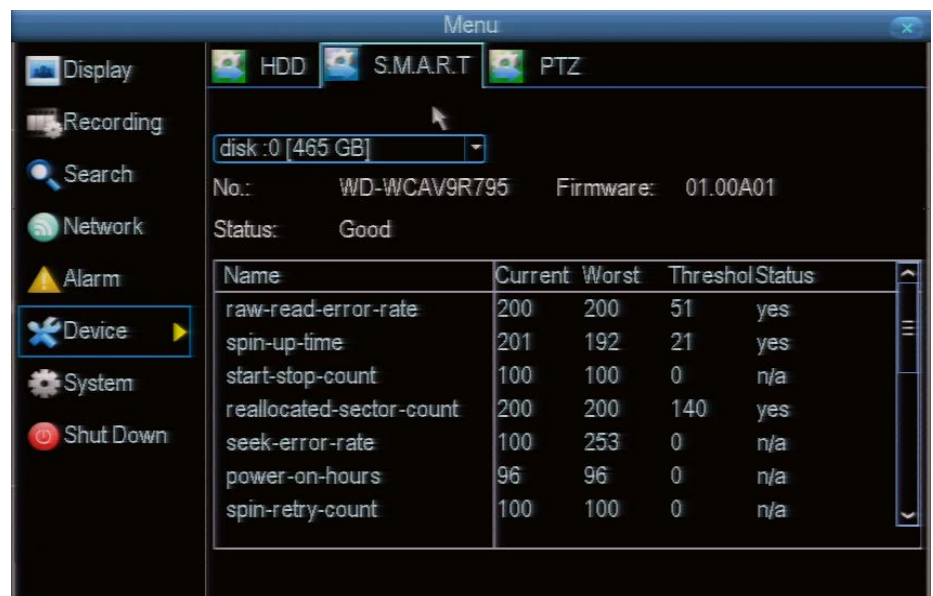 Menu
Display
Recording
Search
Network
Alarm
Device
System
Shut Down
HDD S.M.A.R.T PTZ
disk :0 [465 GB]
No.: WD-WCAV9R795 Firmware: 01.00A01
Status: Good
Name Current Worst Threshol Status
raw-read-error-rate 200 200 51 yes
spin-up-time 201 192 21 yes
start-stop-count 100 100 0 n/a
reallocated-sector-count 200 200 140 yes
seek-error-rate 100 253 0 n/a
power-on-hours 96 96 0 n/a
spin-retry-count 100 100 0 n/a